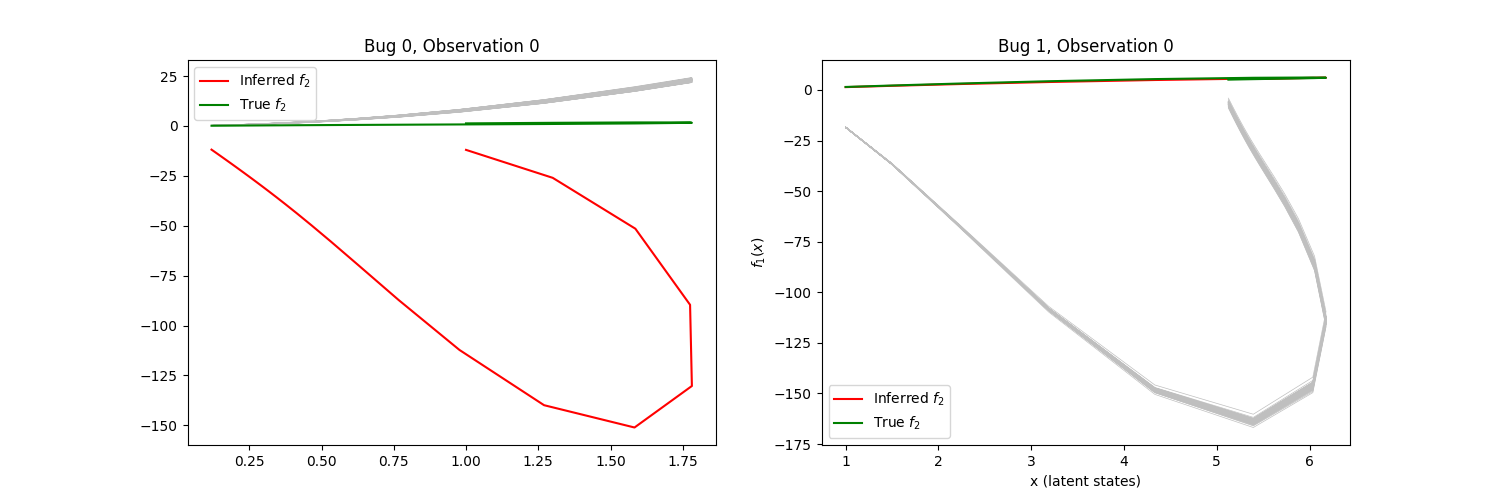 Bug 0, Observation 0
Inferred f₂
True f₂
25
0
−25
−50
−75
−100
−125
−150
0.25 0.50 0.75 1.00 1.25 1.50 1.75
Bug 1, Observation 0
f₁(x)
0
−25
−50
−75
−100
−125
−150
−175
Inferred f₂
True f₂
1 2 3 4 5 6
x (latent states)